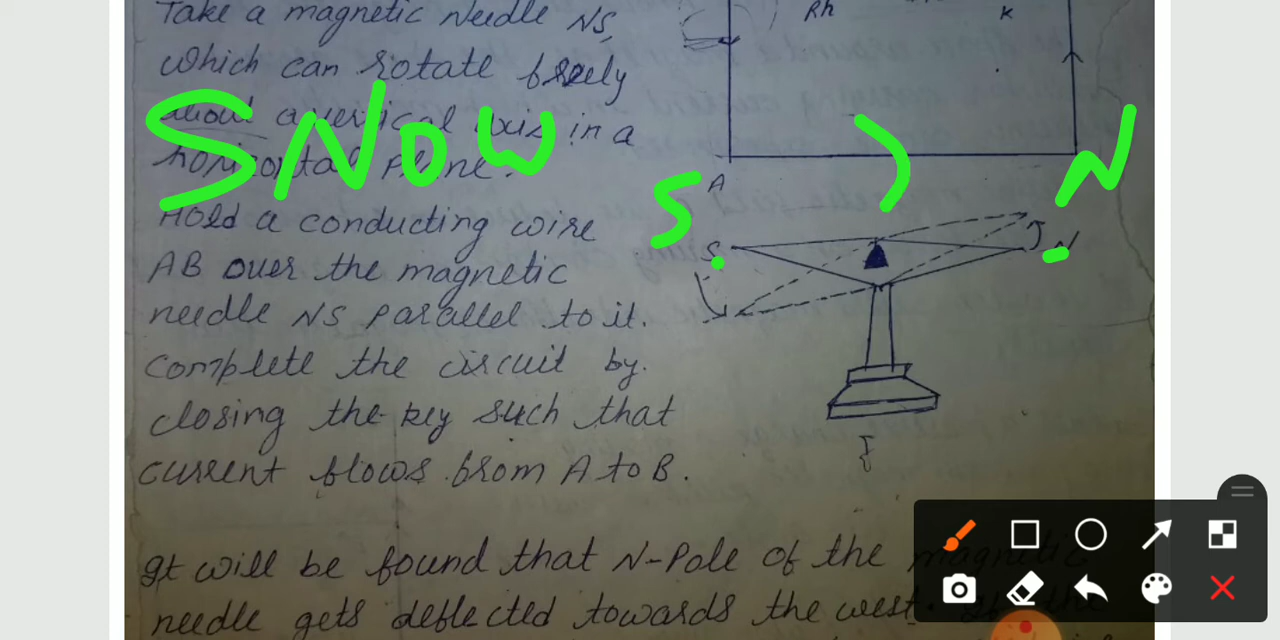 Take a magnetic Needle NS,
Rh
K
which can rotate freely
about a vertical axis in a
SNOW
horizontal plane.
N
S
A
Hold a conducting wire
S
N
AB over the magnetic
needle NS parallel to it.
complete the circuit by.
closing the key such that
current flows from A to B.
It will be found that N-Pole of the magnetic
needle gets deflected towards the west.